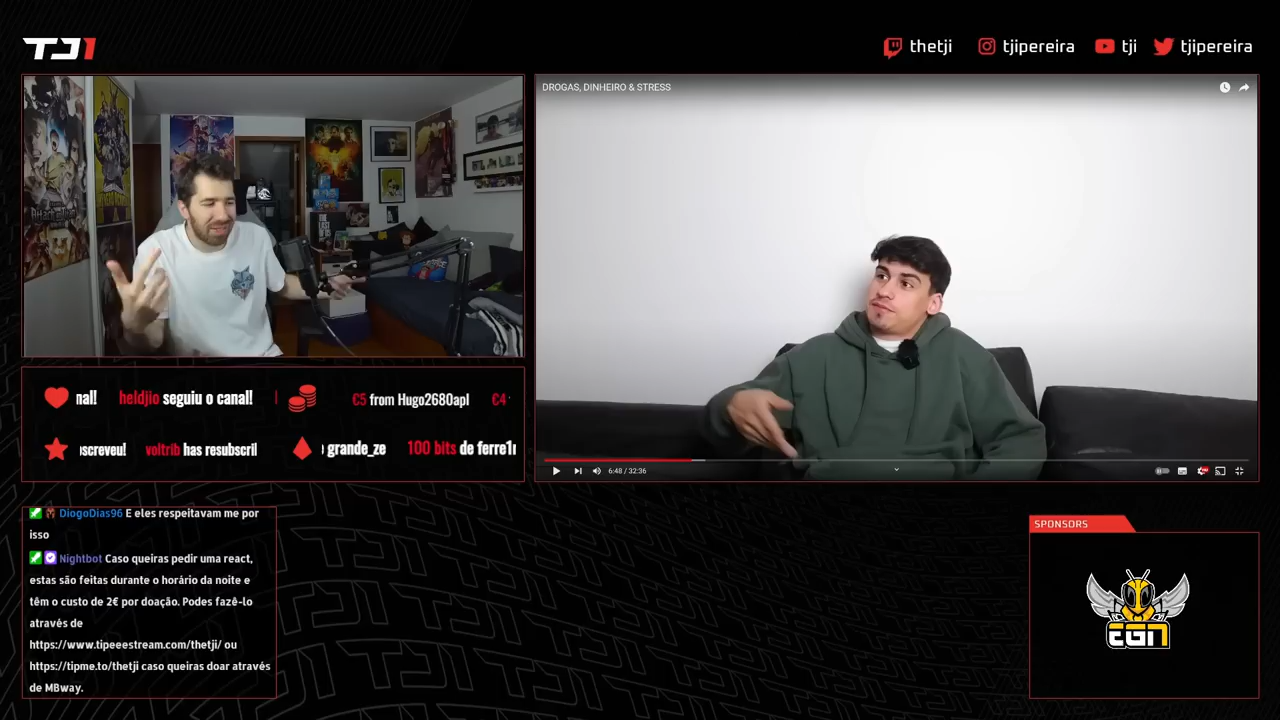 TJ1
thetji
tjipereira
tji
tjipereira
DROGAS, DINHEIRO & STRESS
6:48 / 32:36
nal! heldjio seguiu o canal! |
€5 from Hugo2680apl €4
screveu! voltrib has resubscri
grande_ze 100 bits de ferre1r
DiogoDias96 E eles respeitavam me por
isso
Nightbot Caso queiras pedir uma react,
estas são feitas durante o horário da noite e
têm o custo de 2€ por doação. Podes fazê-lo
através de
https://www.tipeeestream.com/thetji/ ou
https://tipme.to/thetji caso queiras doar através
de MBway.
SPONSORS
EGN